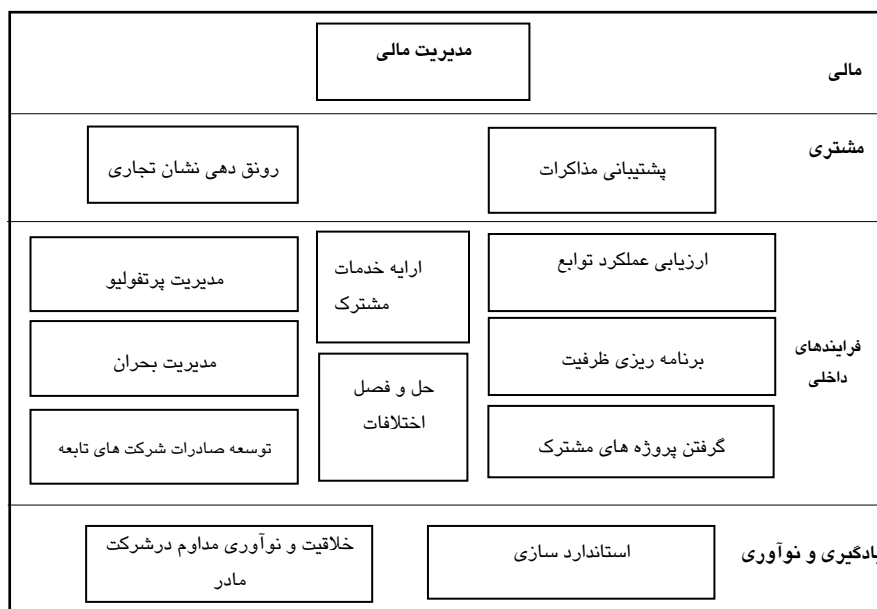 مالی
مدیریت مالی
مشتری
پشتیبانی مذاکرات
رونق دهی نشان تجاری
فرایندهای
داخلی
ارزیابی عملکرد توابع
ارایه خدمات
مشترک
مدیریت پرتفولیو
برنامه ریزی ظرفیت
حل و فصل
اختلافات
مدیریت بحران
گرفتن پروژه های مشترک
توسعه صادرات شرکت های تابعه
یادگیری و نوآوری
استاندارد سازی
خلاقیت و نوآوری مداوم درشرکت
مادر